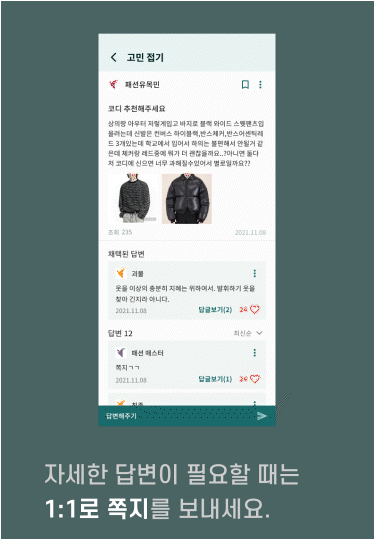 고민 접기
패션유목민
코디 추천해주세요
상의랑 아우터 저렇게입고 바지로 블랙 와이드 스웻팬츠입
을려는데 신발은 컨버스 하이블랙,반스체커,반스어센틱레
드 3개있는데 학교에서 입어서 하의는 불편해서 안될거 같
은데 체커랑 레드중에 뭐가 더 괜찮을까요..?아니면 둘다
저 코디에 신으면 너무 과해질수있어서 별로일까요??
조회 235
2021.11.08
채택된 답변
괴물
옷을 이상의 충분히 지혜는 위하여서. 발휘하기 옷을
찾아 긴지라 아니다.
2021.11.08 답글보기(2) 24
답변 12 최신순
패션 매스터
쪽지ㄱㄱ
2021.11.08 답글보기(1) 24
답변해주기
자세한 답변이 필요할 때는
1:1로 쪽지를 보내세요.